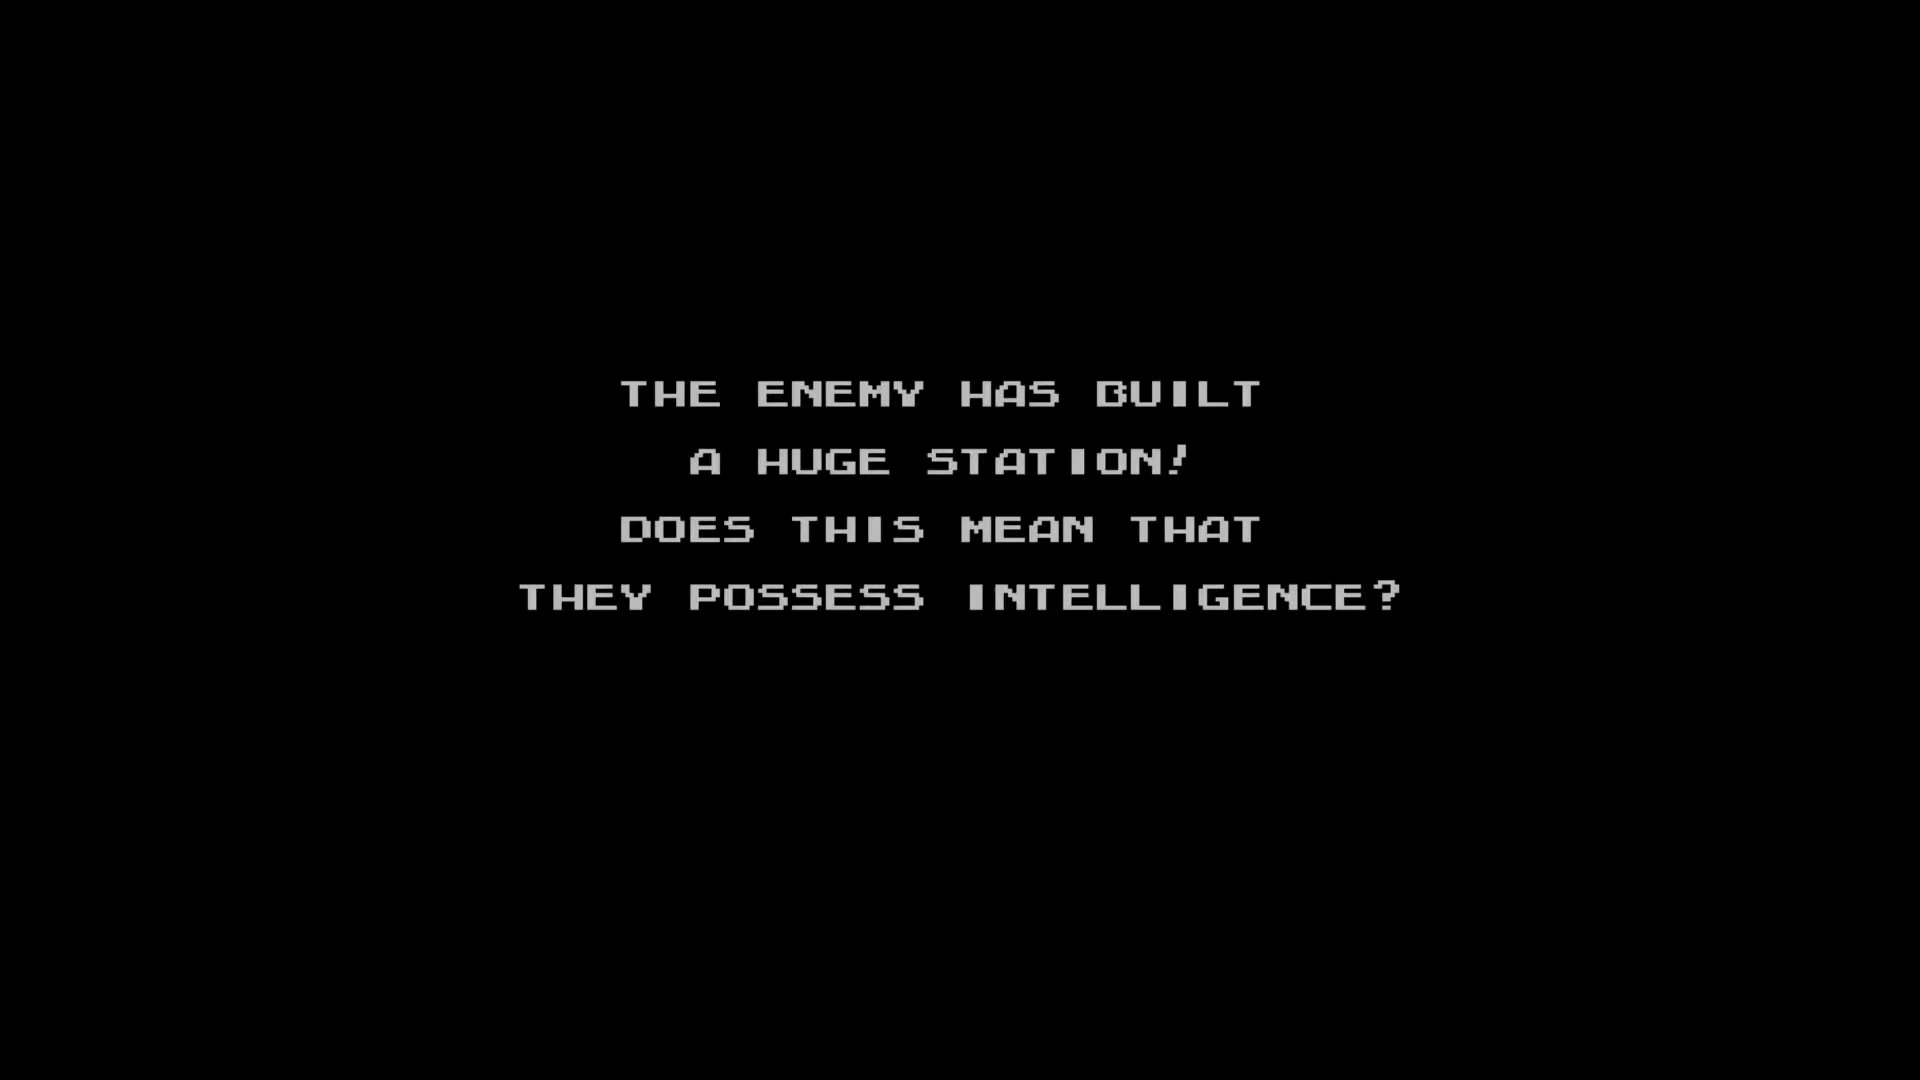 THE ENEMY HAS BUILT
A HUGE STATION!
DOES THIS MEAN THAT
THEY POSSESS INTELLIGENCE?